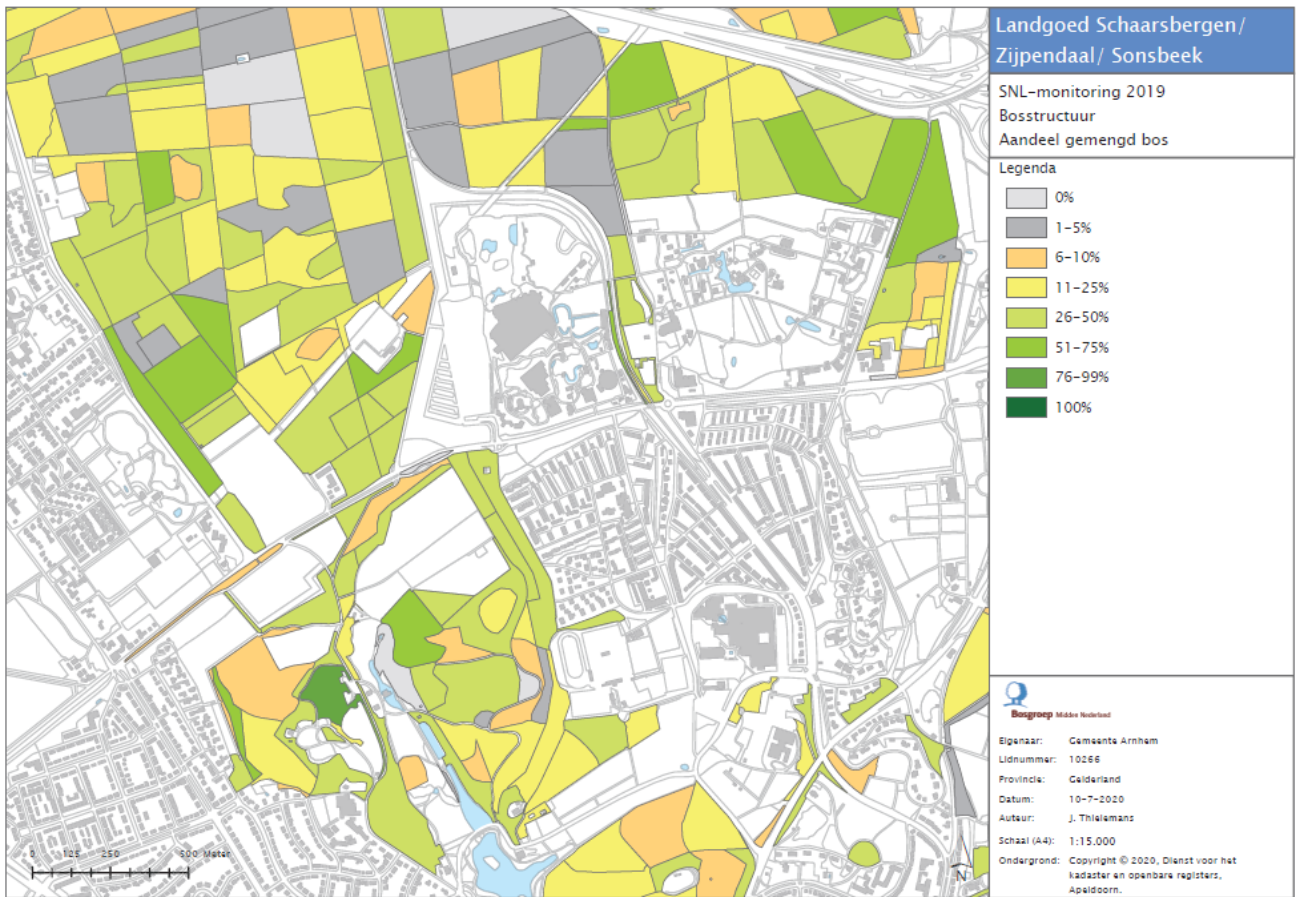 Landgoed Schaarsbergen/
Zijpendaal/ Sonsbeek
SNL-monitoring 2019
Bosstructuur
Aandeel gemengd bos
Legenda
0%
1-5%
6-10%
11-25%
26-50%
51-75%
76-99%
100%
Bosgroep Midden Nederland
Eigenaar: Gemeente Arnhem
Lidnummer: 10266
Provincie: Gelderland
Datum: 10-7-2020
Auteur: J. Thielemans
Schaal (A4): 1:15.000
Ondergrond: Copyright © 2020, Dienst voor het
kadaster en openbare registers,
Apeldoorn.
0 125 250 500 Meter
N